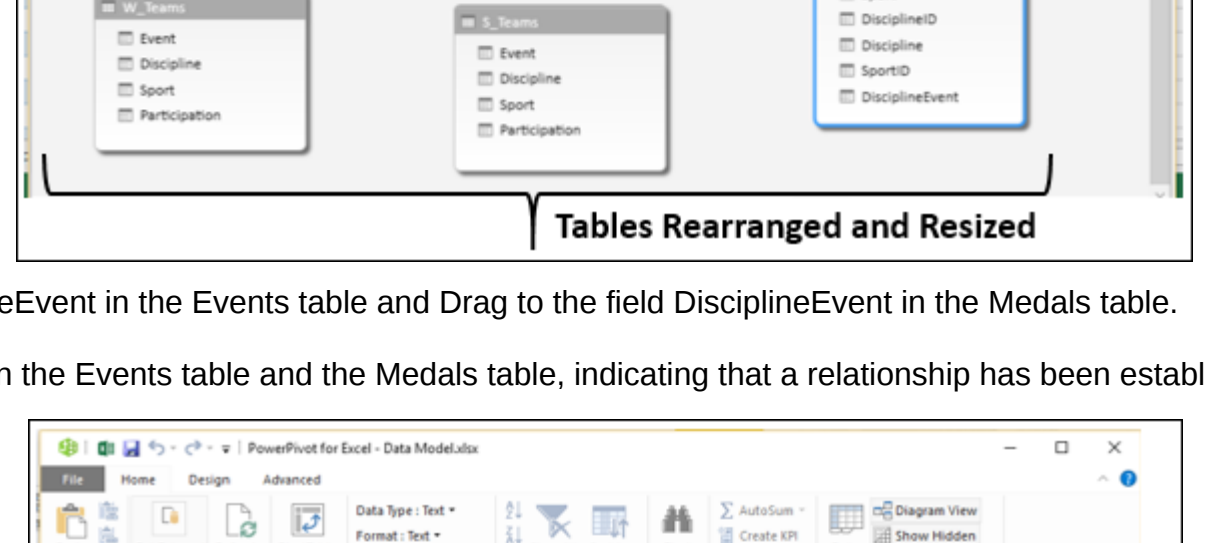 W_Teams
Event
Discipline
Sport
Participation
S_Teams
Event
Discipline
Sport
Participation
DisciplineID
Discipline
SportID
DisciplineEvent
Tables Rearranged and Resized
eEvent in the Events table and Drag to the field DisciplineEvent in the Medals table.
n the Events table and the Medals table, indicating that a relationship has been establ
PowerPivot for Excel - Data Model.xlsx
File Home Design Advanced
Data Type : Text
Format : Text
AutoSum
Create KPI
Diagram View
Show Hidden